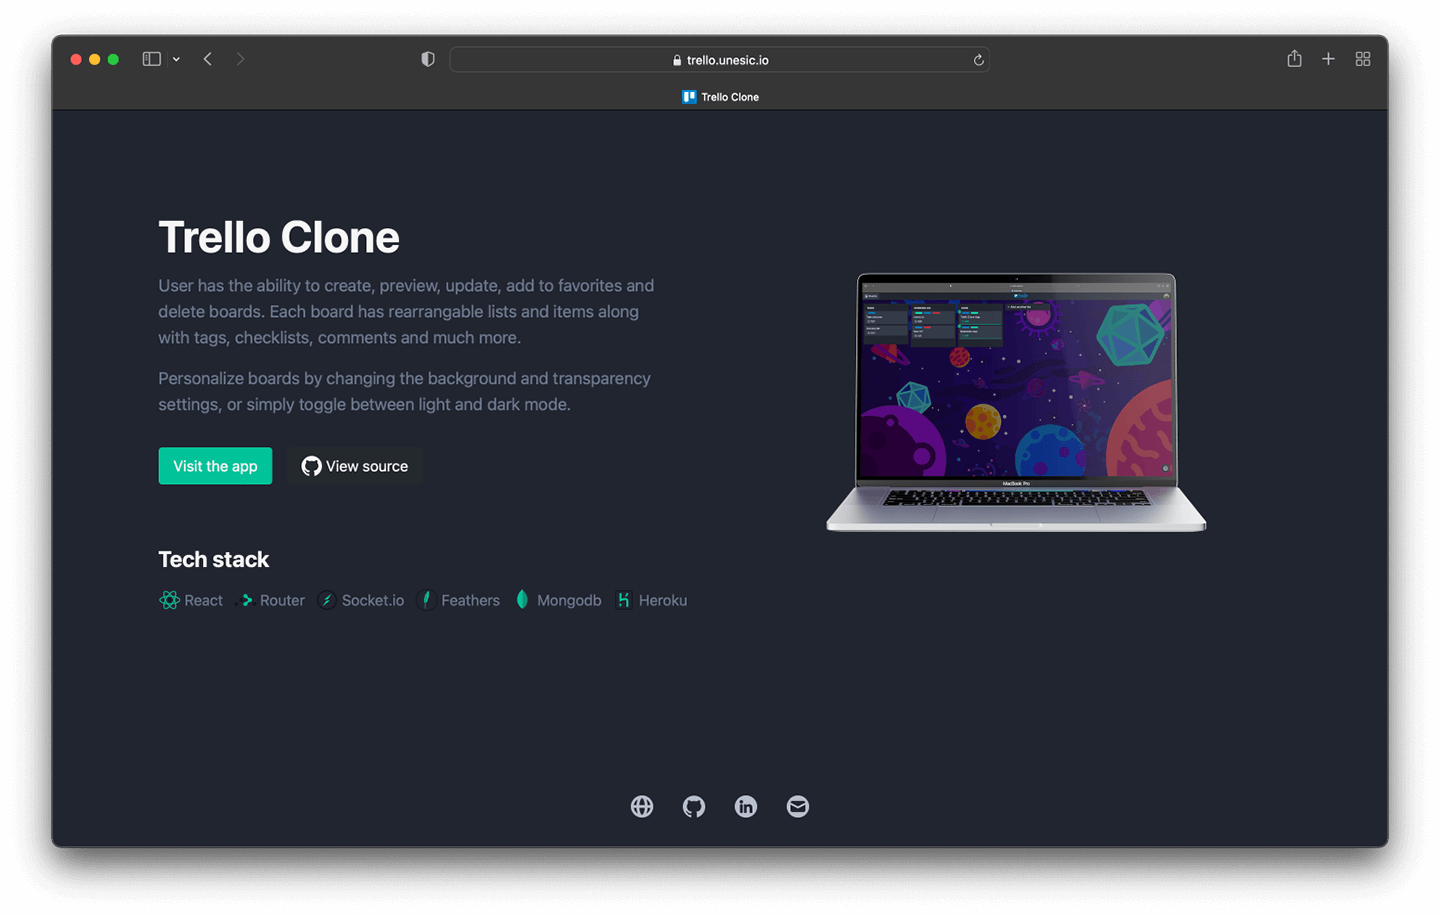 trello.unesic.io
Trello Clone
Trello Clone
User has the ability to create, preview, update, add to favorites and
delete boards. Each board has rearrangable lists and items along
with tags, checklists, comments and much more.
Personalize boards by changing the background and transparency
settings, or simply toggle between light and dark mode.
Visit the app
View source
MacBook Pro
Tech stack
React Router Socket.io Feathers Mongodb Heroku